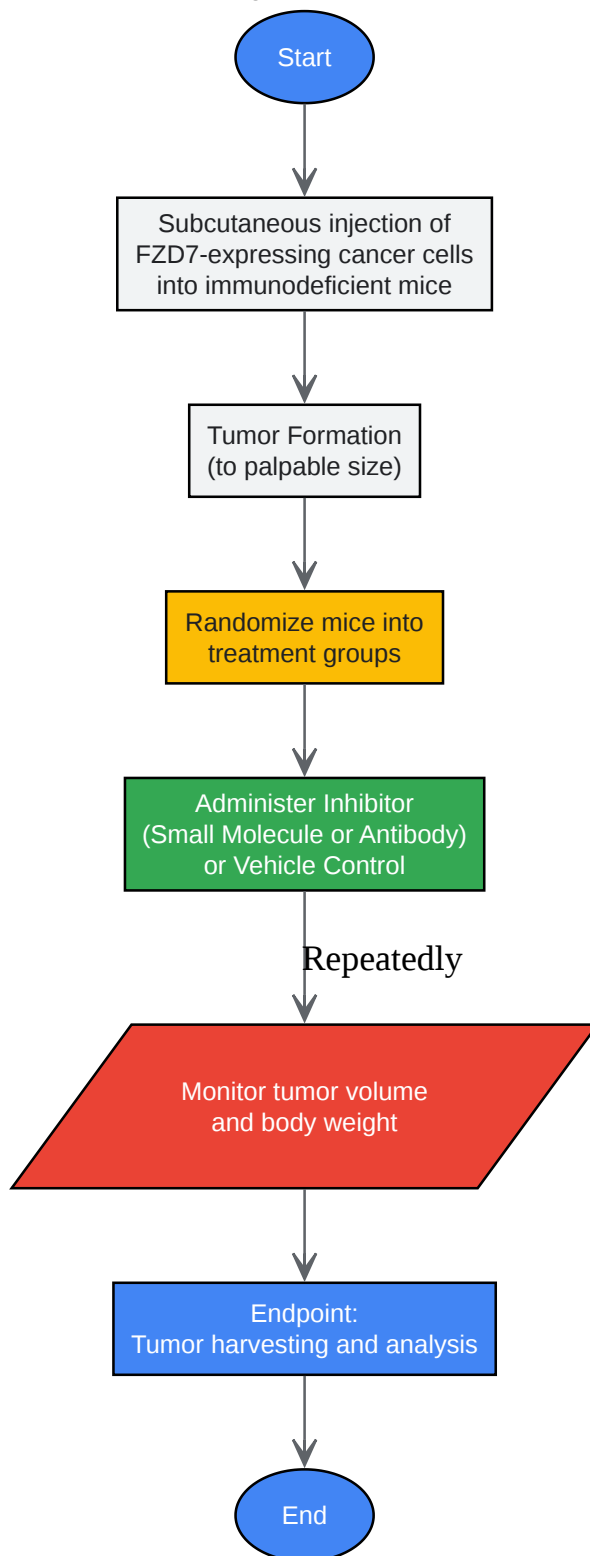 Start
Subcutaneous injection of
FZD7-expressing cancer cells
into immunodeficient mice
Tumor Formation
(to palpable size)
Randomize mice into
treatment groups
Administer Inhibitor
(Small Molecule or Antibody)
or Vehicle Control
Repeatedly
Monitor tumor volume
and body weight
Endpoint:
Tumor harvesting and analysis
End